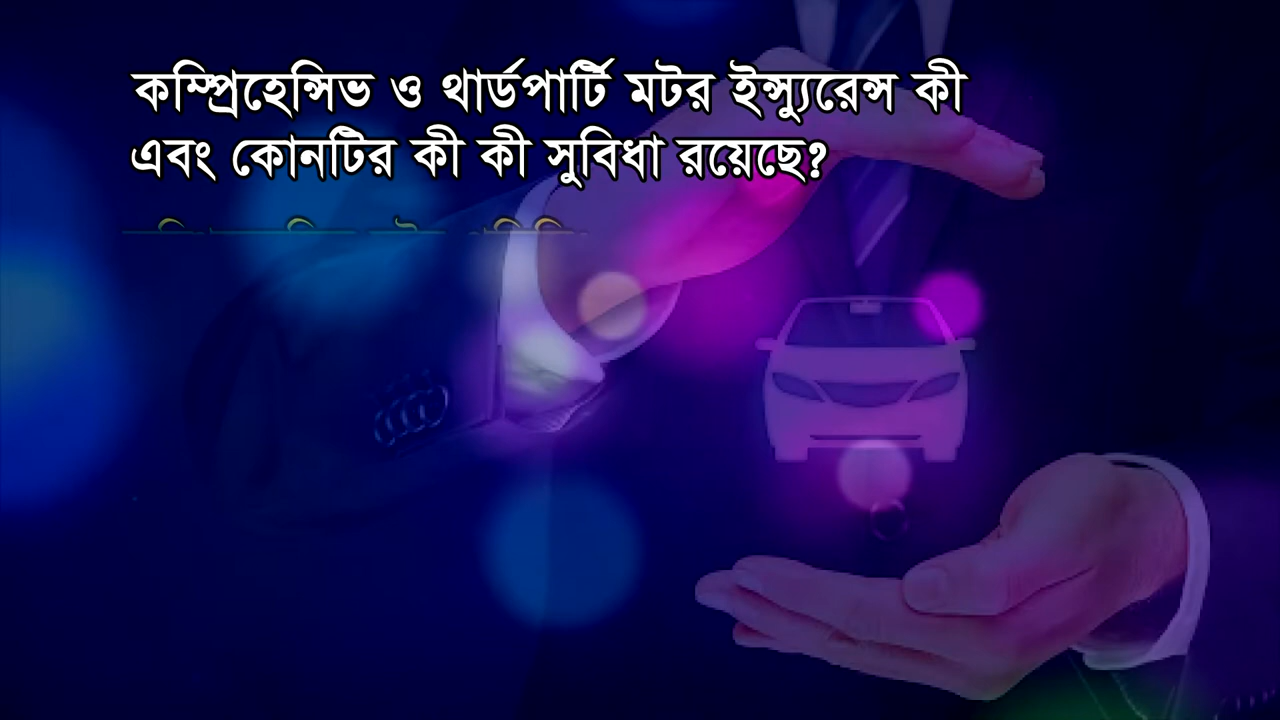 কম্প্রিহেন্সিভ ও থার্ডপার্টি মটর ইন্স্যুরেন্স কী
এবং কোনটির কী কী সুবিধা রয়েছে?